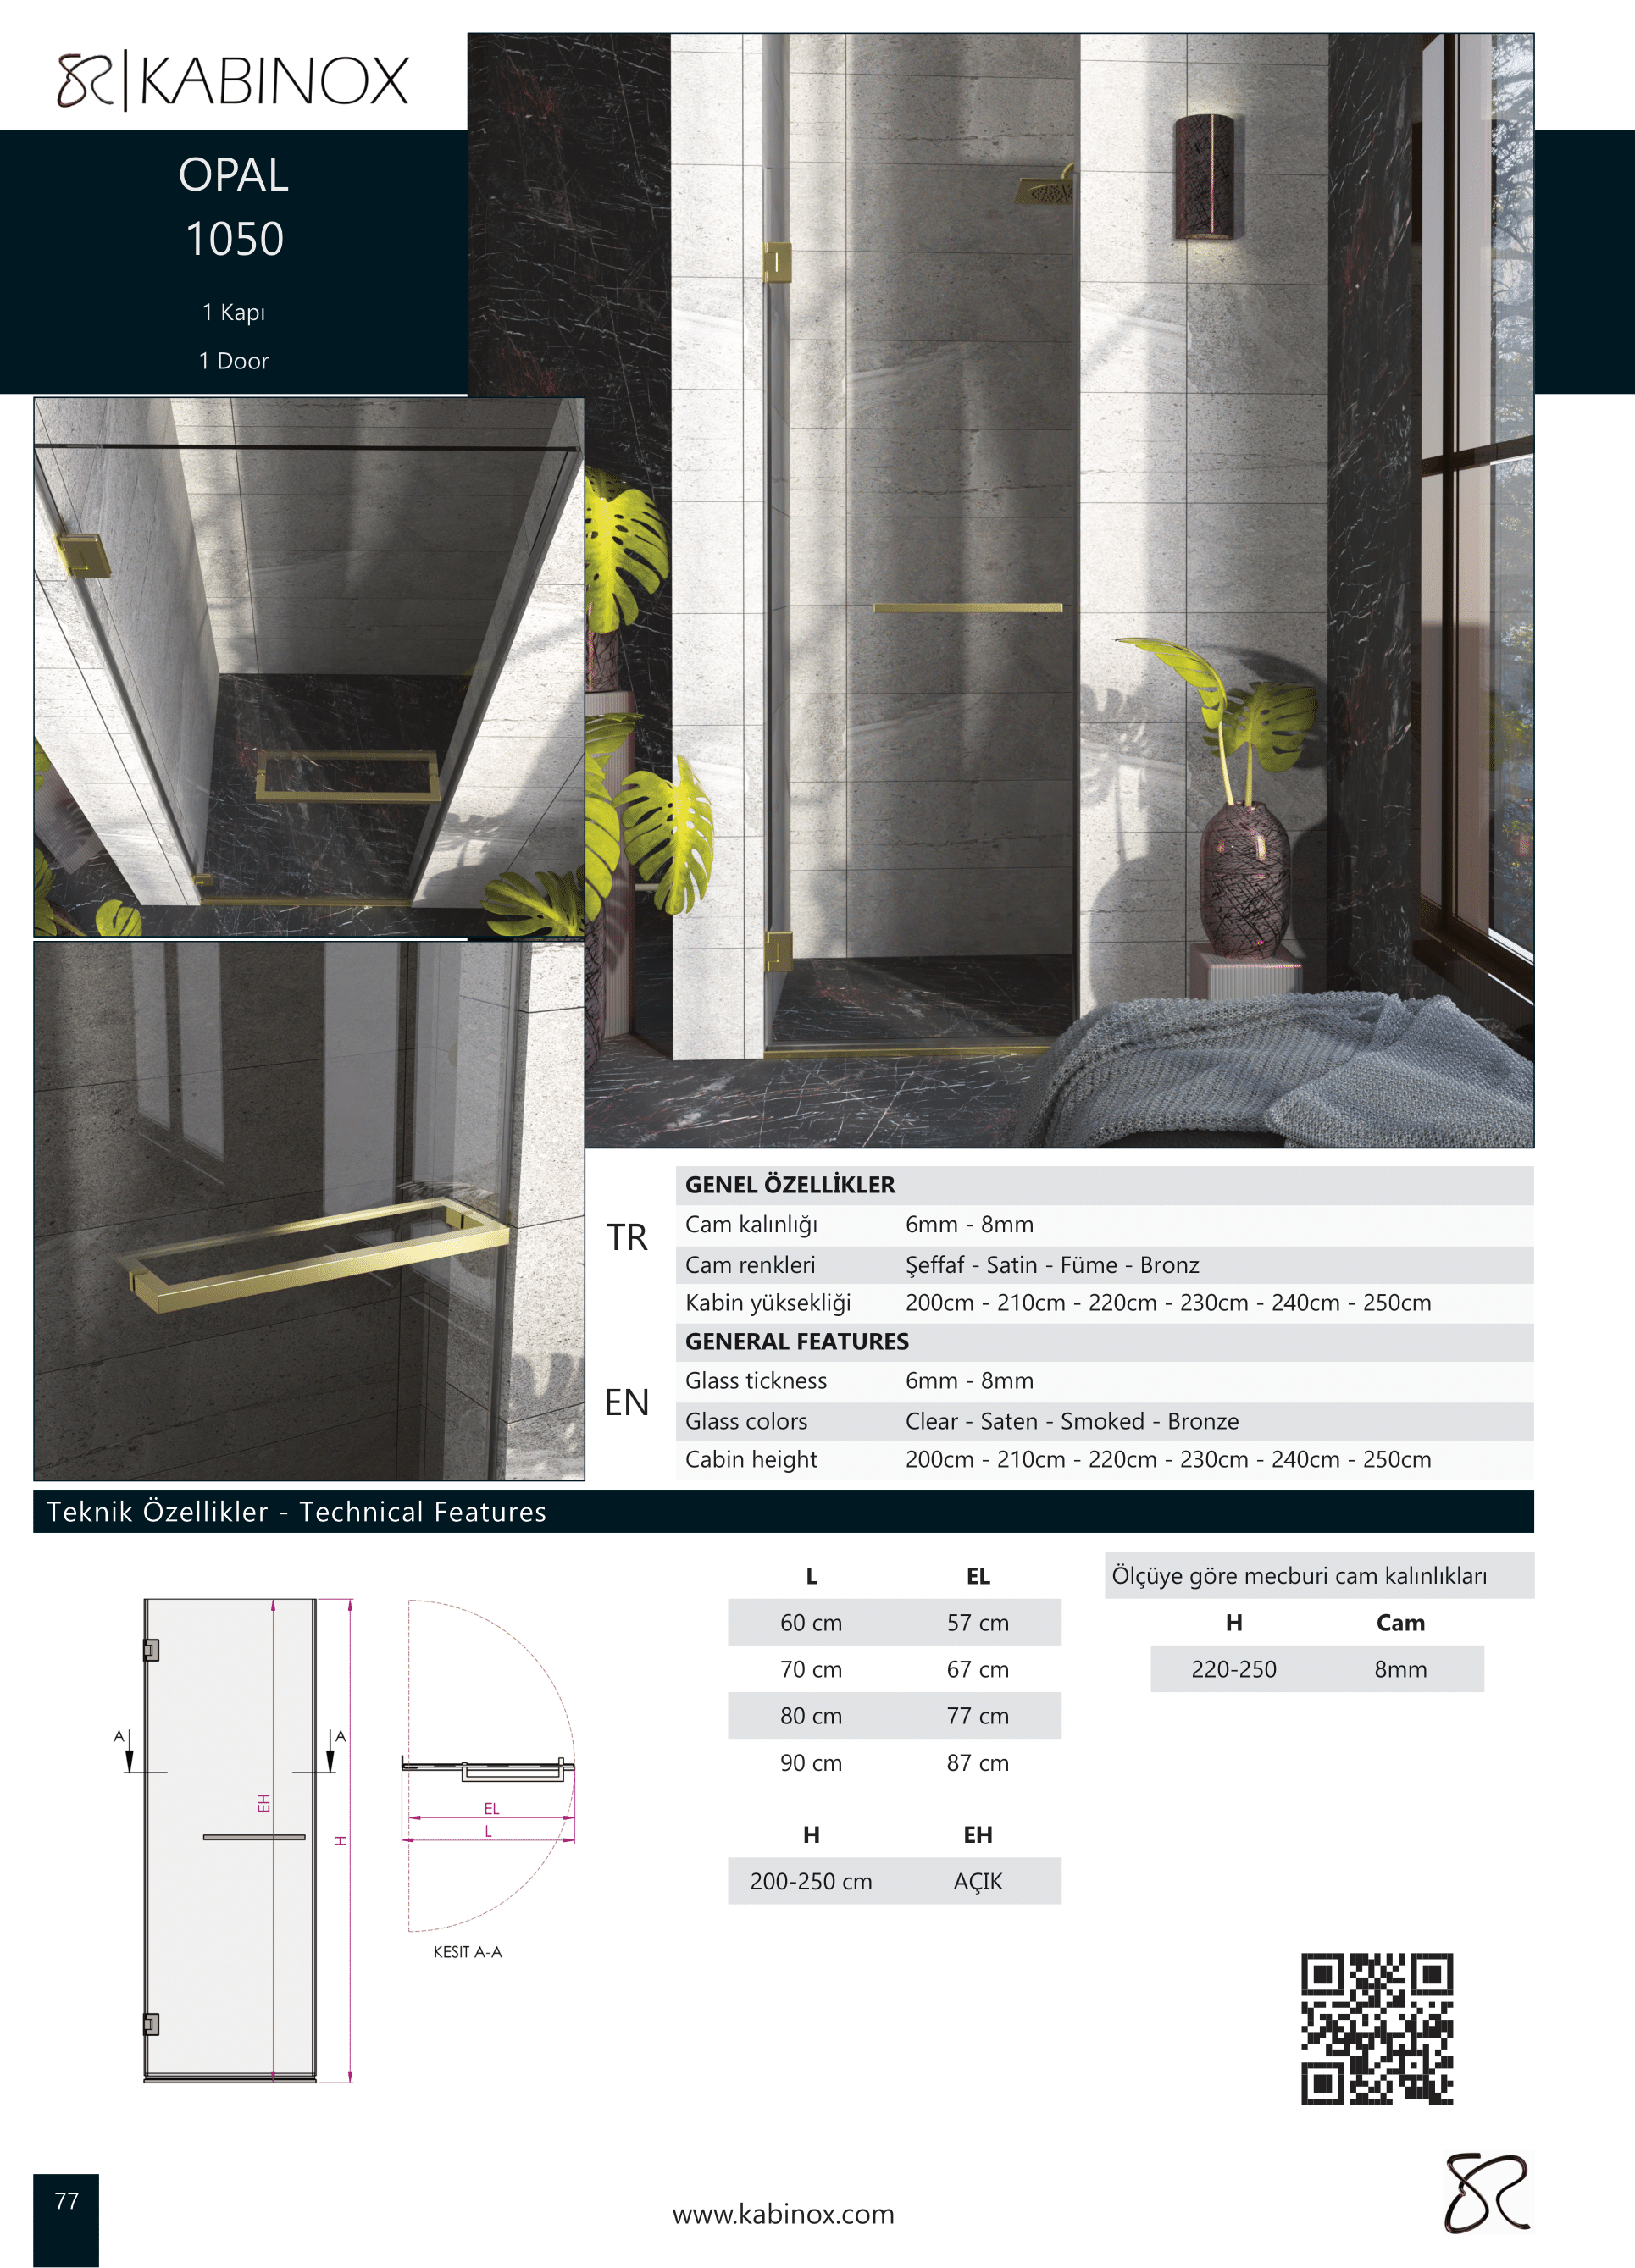 KABINOX
OPAL
1050
1 Kapı
1 Door
TR
GENEL ÖZELLİKLER
Cam kalınlığı 6mm - 8mm
Cam renkleri Şeffaf - Satin - Füme - Bronz
Kabin yüksekliği 200cm - 210cm - 220cm - 230cm - 240cm - 250cm
EN
GENERAL FEATURES
Glass tickness 6mm - 8mm
Glass colors Clear - Saten - Smoked - Bronze
Cabin height 200cm - 210cm - 220cm - 230cm - 240cm - 250cm
Teknik Özellikler - Technical Features
A A
EH
H
EL
L
KESIT A-A
L EL
60 cm 57 cm
70 cm 67 cm
80 cm 77 cm
90 cm 87 cm
H EH
200-250 cm AÇIK
Ölçüye göre mecburi cam kalınlıkları
H Cam
220-250 8mm
77
www.kabinox.com